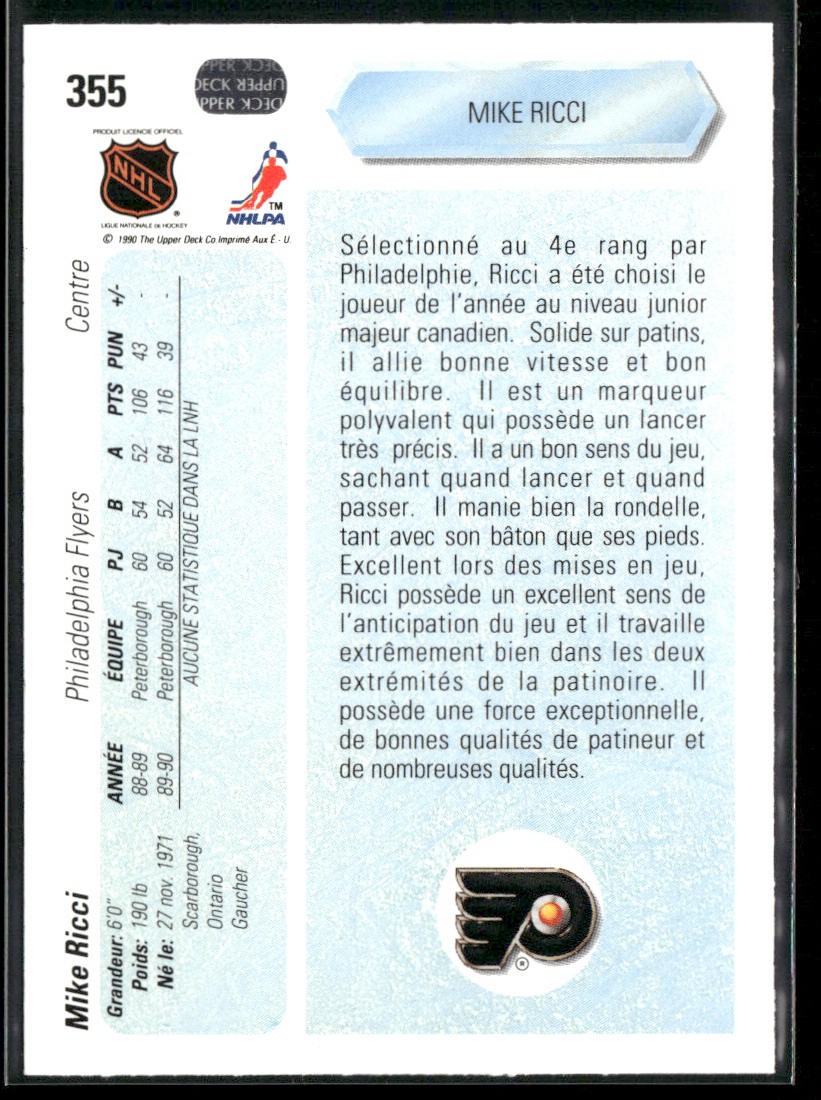 355
PPER DECK
DECK UPPER
PPER DECK
MIKE RICCI
PRODUIT LICENCIE OFFICIEL
NHL
®
LIGUE NATIONALE DE HOCKEY
TM
NHLPA
© 1990 The Upper Deck Co Imprimé Aux É.-U.
Sélectionné au 4e rang par
Philadelphie, Ricci a été choisi le
joueur de l'année au niveau junior
majeur canadien. Solide sur patins,
il allie bonne vitesse et bon
équilibre. Il est un marqueur
polyvalent qui possède un lancer
très précis. Il a un bon sens du jeu,
sachant quand lancer et quand
passer. Il manie bien la rondelle,
tant avec son bâton que ses pieds.
Excellent lors des mises en jeu,
Ricci possède un excellent sens de
l'anticipation du jeu et il travaille
extrêmement bien dans les deux
extrémités de la patinoire. Il
possède une force exceptionnelle,
de bonnes qualités de patineur et
de nombreuses qualités.
®
Mike Ricci Philadelphia Flyers Centre
Grandeur: 6'0"
Poids: 190 lb
Né le: 27 nov. 1971
Scarborough,
Ontario
Gaucher
ANNÉE ÉQUIPE PJ B A PTS PUN +/-
88-89 Peterborough 60 54 52 106 43 -
89-90 Peterborough 60 52 64 116 39 -
AUCUNE STATISTIQUE DANS LA LNH